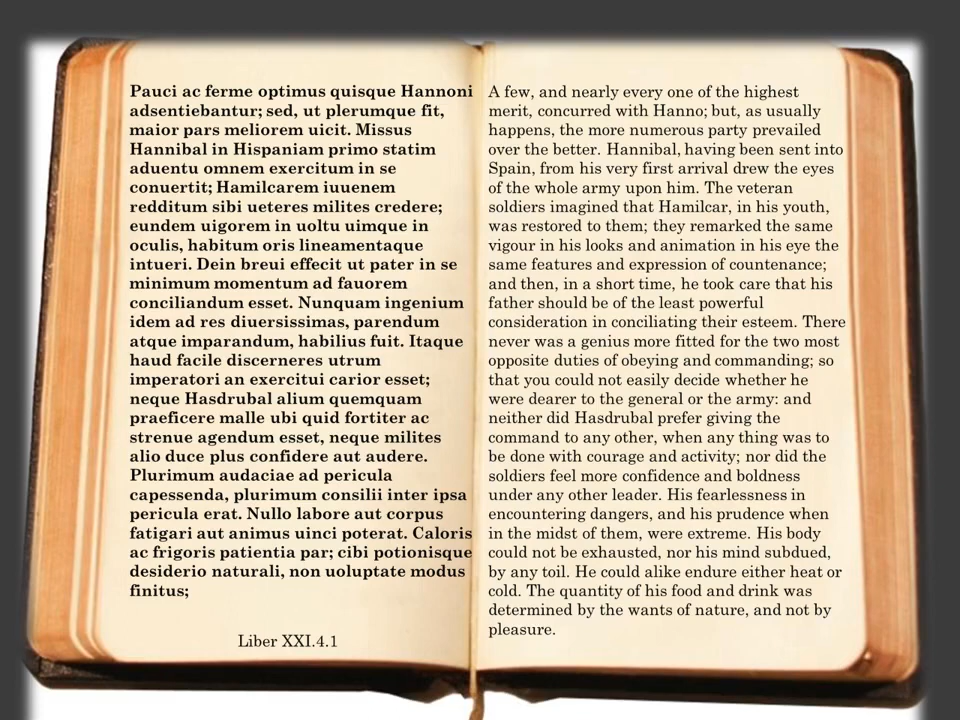 Pauci ac ferme optimus quisque Hannoni
adsentiebantur; sed, ut plerumque fit,
maior pars meliorem uicit. Missus
Hannibal in Hispaniam primo statim
aduentu omnem exercitum in se
conuertit; Hamilcarem iuuenem
redditum sibi ueteres milites credere;
eundem uigorem in uoltu uimque in
oculis, habitum oris lineamentaque
intueri. Dein breui effecit ut pater in se
minimum momentum ad fauorem
conciliandum esset. Nunquam ingenium
idem ad res diuersissimas, parendum
atque imparandum, habilius fuit. Itaque
haud facile discerneres utrum
imperatori an exercitui carior esset;
neque Hasdrubal alium quemquam
praeficere malle ubi quid fortiter ac
strenue agendum esset, neque milites
alio duce plus confidere aut audere.
Plurimum audaciae ad pericula
capessenda, plurimum consilii inter ipsa
pericula erat. Nullo labore aut corpus
fatigari aut animus uinci poterat. Caloris
ac frigoris patientia par; cibi potionisque
desiderio naturali, non uoluptate modus
finitus;
Liber XXI.4.1
A few, and nearly every one of the highest
merit, concurred with Hanno; but, as usually
happens, the more numerous party prevailed
over the better. Hannibal, having been sent into
Spain, from his very first arrival drew the eyes
of the whole army upon him. The veteran
soldiers imagined that Hamilcar, in his youth,
was restored to them; they remarked the same
vigour in his looks and animation in his eye the
same features and expression of countenance;
and then, in a short time, he took care that his
father should be of the least powerful
consideration in conciliating their esteem. There
never was a genius more fitted for the two most
opposite duties of obeying and commanding; so
that you could not easily decide whether he
were dearer to the general or the army: and
neither did Hasdrubal prefer giving the
command to any other, when any thing was to
be done with courage and activity; nor did the
soldiers feel more confidence and boldness
under any other leader. His fearlessness in
encountering dangers, and his prudence when
in the midst of them, were extreme. His body
could not be exhausted, nor his mind subdued,
by any toil. He could alike endure either heat or
cold. The quantity of his food and drink was
determined by the wants of nature, and not by
pleasure.